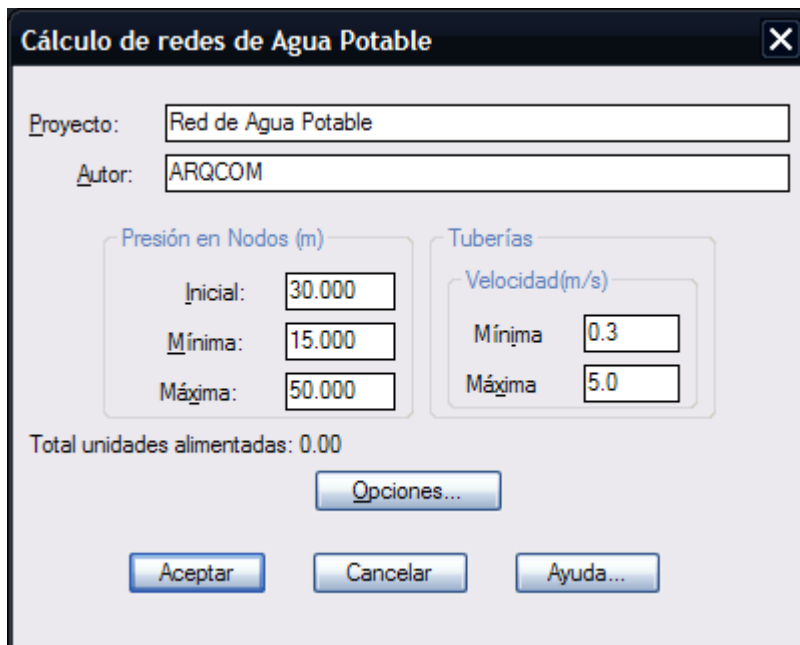 Cálculo de redes de Agua Potable
Proyecto: Red de Agua Potable
Autor: ARQCOM
Presión en Nodos (m)
Inicial: 30.000
Mínima: 15.000
Máxima: 50.000
Tuberías
Velocidad(m/s)
Mínima 0.3
Máxima 5.0
Total unidades alimentadas: 0.00
Opciones...
Aceptar Cancelar Ayuda...